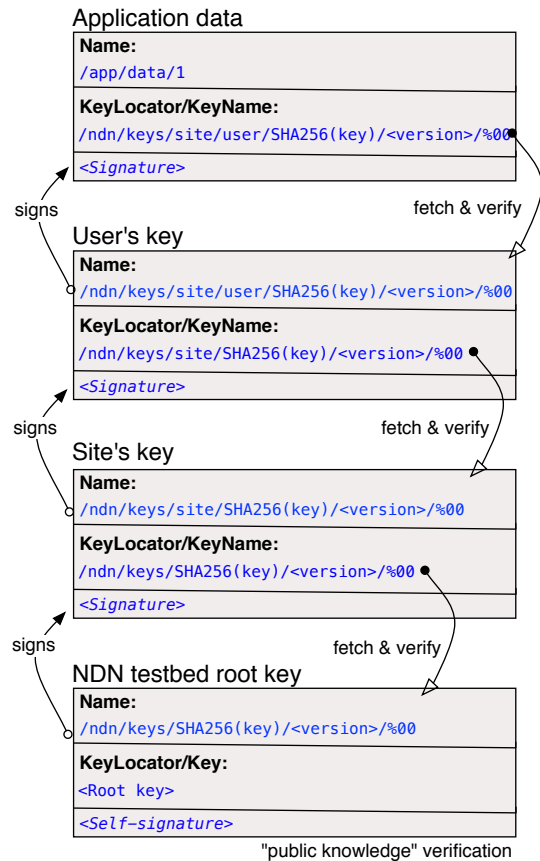 Application data
Name:
/app/data/1
KeyLocator/KeyName:
/ndn/keys/site/user/SHA256(key)/<version>/%00
<Signature>
signs
fetch & verify
User's key
Name:
/ndn/keys/site/user/SHA256(key)/<version>/%00
KeyLocator/KeyName:
/ndn/keys/site/SHA256(key)/<version>/%00
<Signature>
signs
fetch & verify
Site's key
Name:
/ndn/keys/site/SHA256(key)/<version>/%00
KeyLocator/KeyName:
/ndn/keys/SHA256(key)/<version>/%00
<Signature>
signs
fetch & verify
NDN testbed root key
Name:
/ndn/keys/SHA256(key)/<version>/%00
KeyLocator/Key:
<Root key>
<Self−signature>
"public knowledge" verification